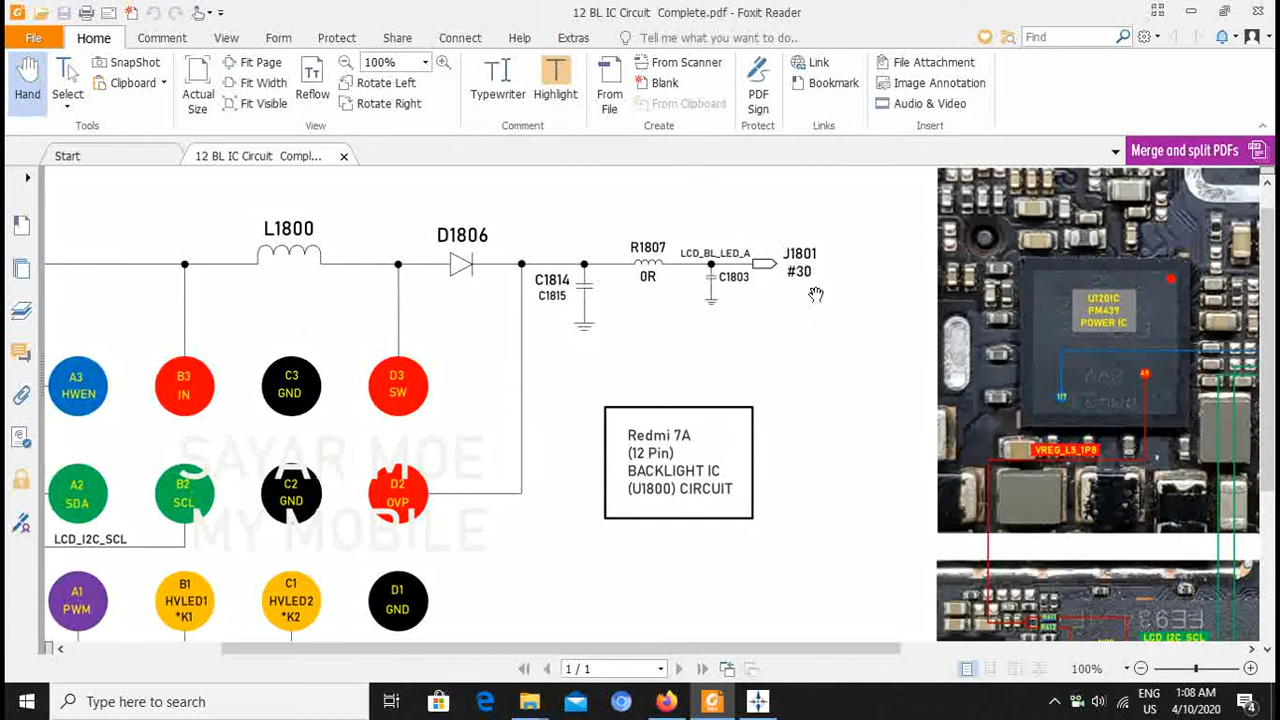 12 BL IC Circuit Complete.pdf - Foxit Reader
File
Home
Comment
View
Form
Protect
Share
Connect
Help
Extras
Tell me what you want to do...
Find
Hand
Select
SnapShot
Clipboard
Tools
Actual Size
Fit Page
Fit Width
Fit Visible
Reflow
100%
Rotate Left
Rotate Right
View
Typewriter
Highlight
Comment
From File
From Scanner
Blank
From Clipboard
Create
PDF Sign
Protect
Link
Bookmark
Links
File Attachment
Image Annotation
Audio & Video
Insert
Start
12 BL IC Circuit Compl...
Merge and split PDFs
L1800
D1806
C1814
C1815
R1807
0R
LCD_BL_LED_A
C1803
J1801
#30
A3
HWEN
B3
IN
C3
GND
D3
SW
A2
SDA
B2
SCL
C2
GND
D2
OVP
LCD_I2C_SCL
A1
PWM
B1
HVLED1
*K1
C1
HVLED2
*K2
D1
GND
SAYAR MOE
MY MOBILE
Redmi 7A
(12 Pin)
BACKLIGHT IC
(U1800) CIRCUIT
U1201C
PM439
POWER IC
49
117
VREG_L5_1P8
R611
R612
LCD_I2C_SCL
1 / 1
100%
Type here to search
ENG
US
1:08 AM
4/10/2020
4